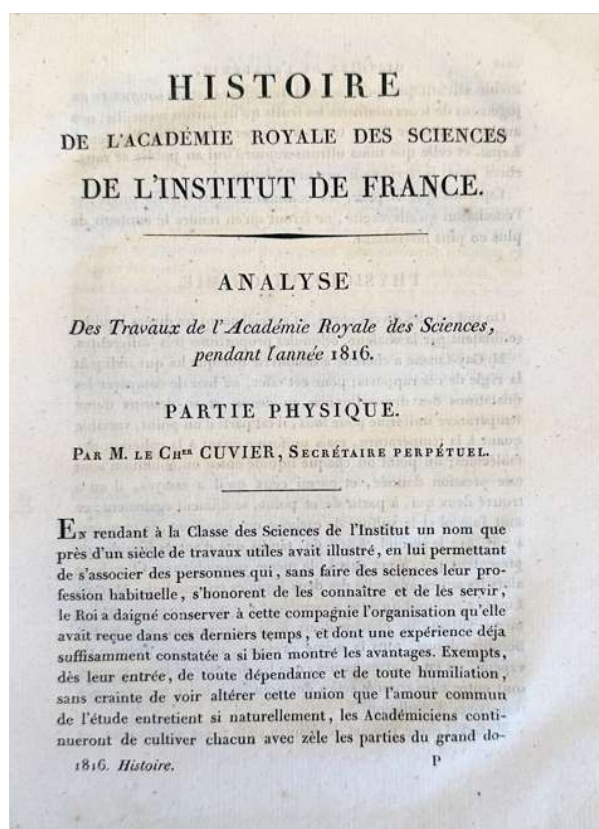 HISTOIRE
DE L'ACADÉMIE ROYALE DES SCIENCES
DE L'INSTITUT DE FRANCE.
ANALYSE
Des Travaux de l'Académie Royale des Sciences,
pendant l'année 1816.
PARTIE PHYSIQUE.
PAR M. LE CHer CUVIER, SECRÉTAIRE PERPÉTUEL.
EN rendant à la Classe des Sciences de l'Institut un nom que
près d'un siècle de travaux utiles avait illustré, en lui permettant
de s'associer des personnes qui, sans faire des sciences leur pro-
fession habituelle, s'honorent de les connaître et de les servir,
le Roi a daigné conserver à cette compagnie l'organisation qu'elle
avait reçue dans ces derniers temps, et dont une expérience déja
suffisamment constatée a si bien montré les avantages. Exempts,
dès leur entrée, de toute dépendance et de toute humiliation,
sans crainte de voir altérer cette union que l'amour commun
de l'étude entretient si naturellement, les Académiciens conti-
nueront de cultiver chacun avec zèle les parties du grand do-
1816. Histoire. P